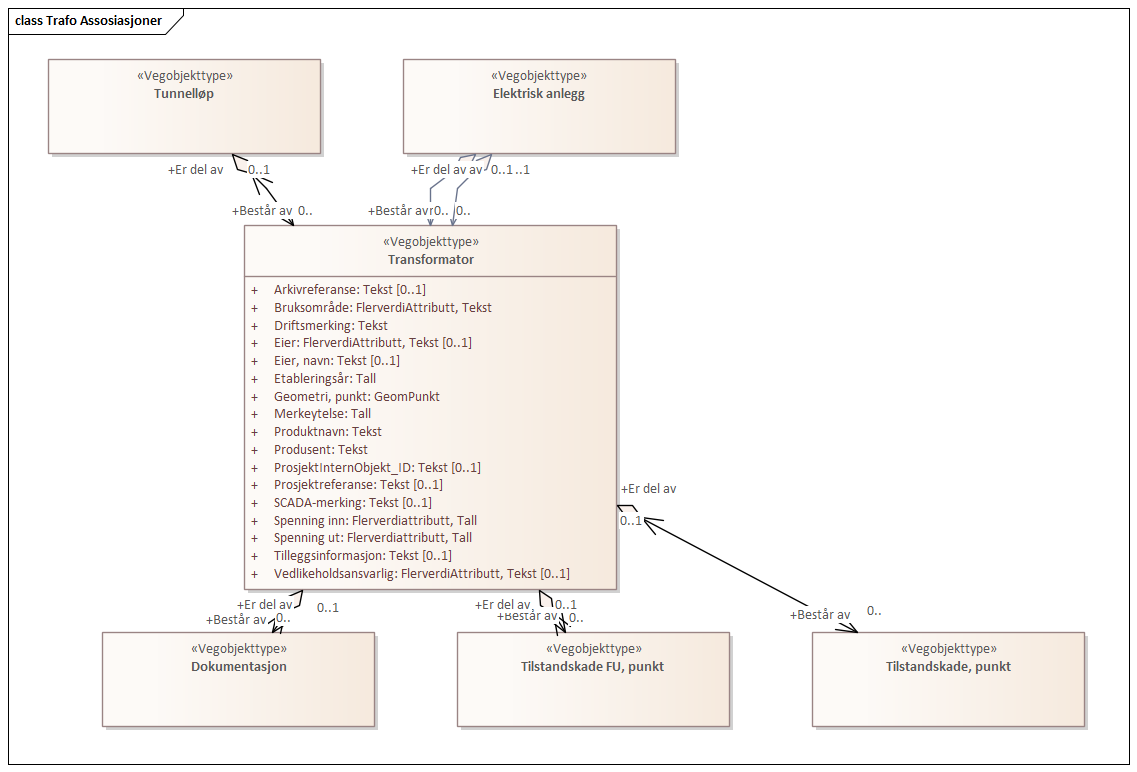 class Trafo Assosiasjoner
«Vegobjekttype»
Tunnelløp
«Vegobjekttype»
Elektrisk anlegg
+Er del av 0..1
+Er del av av 0..1 ..1
+Består av 0..
+Består av 0.. 0..
«Vegobjekttype»
Transformator
+ Arkivreferanse: Tekst [0..1]
+ Bruksområde: FlerverdiAttributt, Tekst
+ Driftsmerking: Tekst
+ Eier: FlerverdiAttributt, Tekst [0..1]
+ Eier, navn: Tekst [0..1]
+ Etableringsår: Tall
+ Geometri, punkt: GeomPunkt
+ Merkeytelse: Tall
+ Produktnavn: Tekst
+ Produsent: Tekst
+ ProsjektInternObjekt_ID: Tekst [0..1]
+ Prosjektreferanse: Tekst [0..1]
+ SCADA-merking: Tekst [0..1]
+ Spenning inn: Flerverdiattributt, Tall
+ Spenning ut: Flerverdiattributt, Tall
+ Tilleggsinformasjon: Tekst [0..1]
+ Vedlikeholdsansvarlig: FlerverdiAttributt, Tekst [0..1]
+Er del av
0..1
+Er del av 0..1
+Består av 0..
+Er del av 0..1
+Består av 0..
+Består av 0..
«Vegobjekttype»
Dokumentasjon
«Vegobjekttype»
Tilstandskade FU, punkt
«Vegobjekttype»
Tilstandskade, punkt